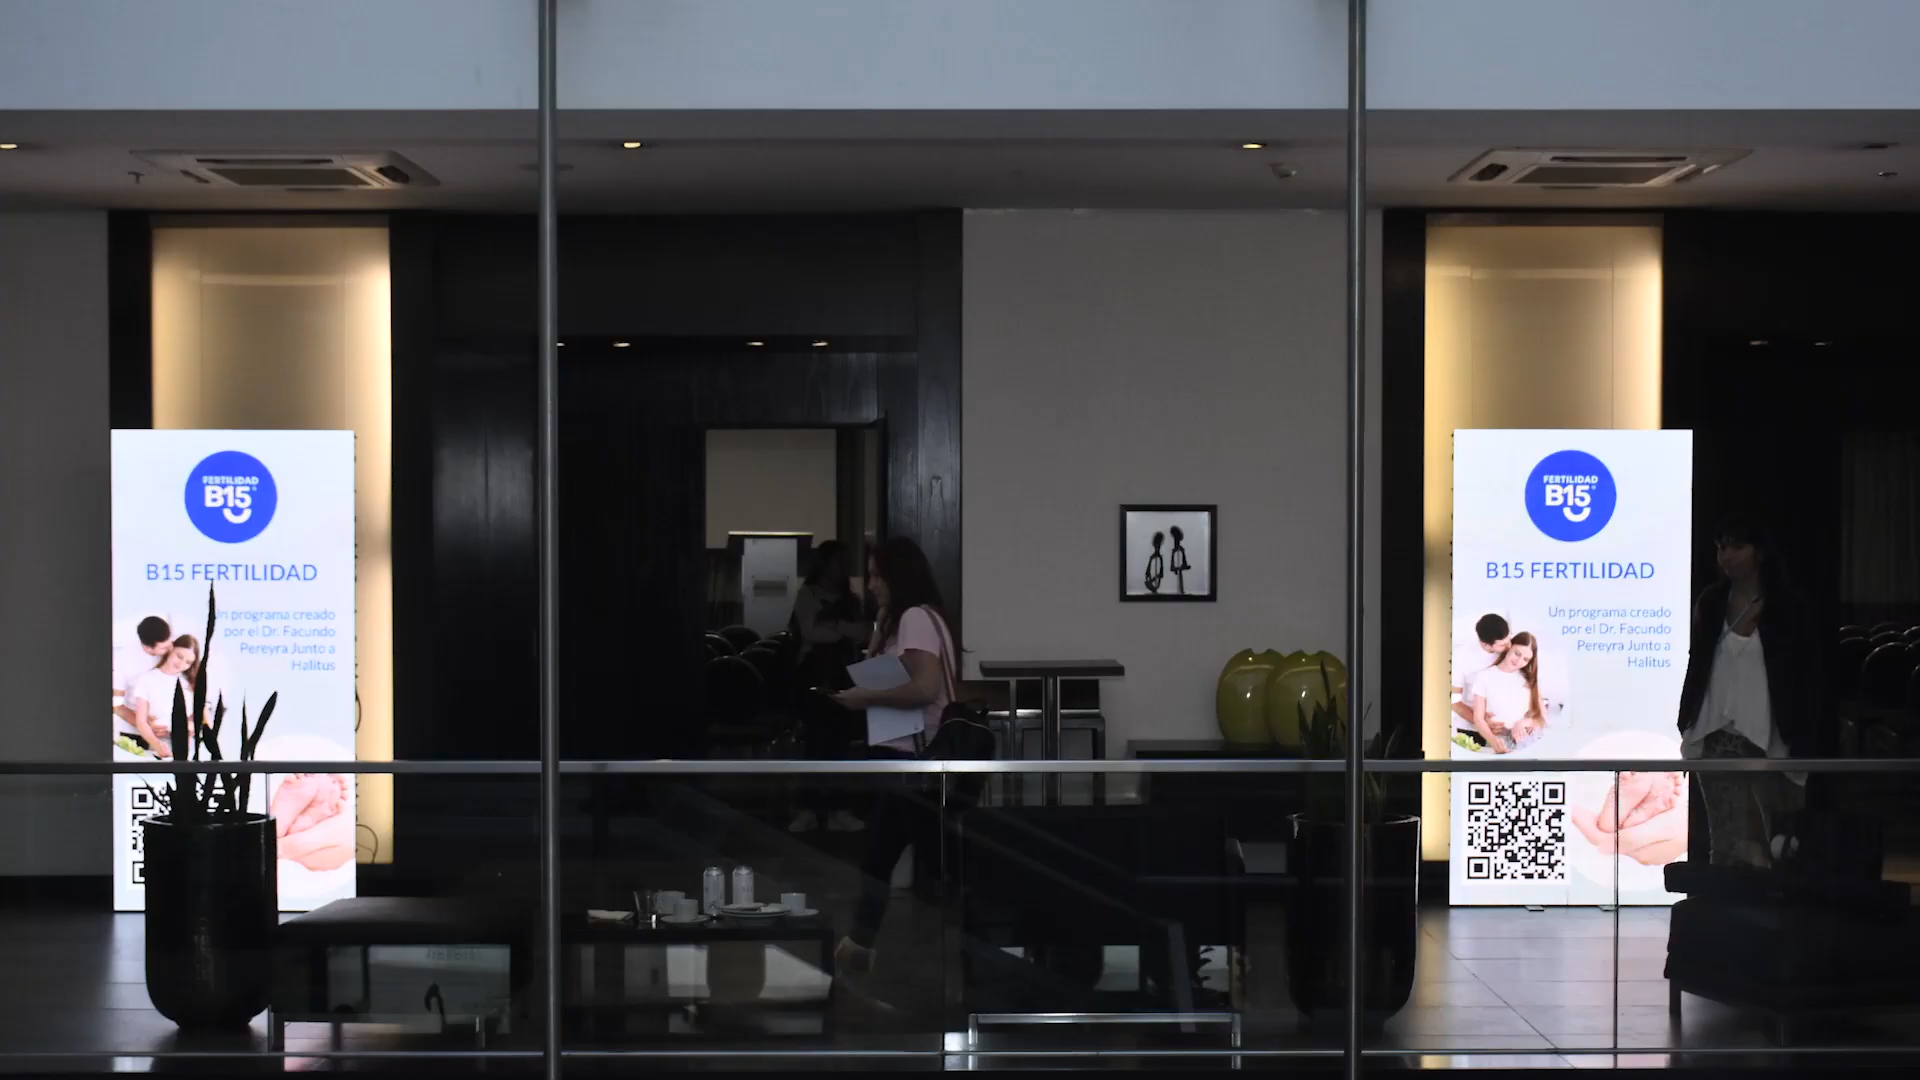 FERTILIDAD
B15
B15 FERTILIDAD
Un programa creado
por el Dr. Facundo
Pereyra Junto a
Halitus
FERTILIDAD
B15
B15 FERTILIDAD
Un programa creado
por el Dr. Facundo
Pereyra Junto a
Halitus